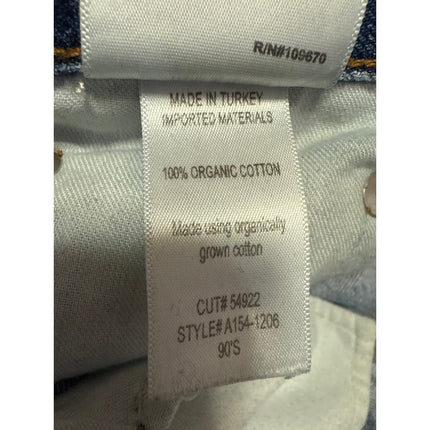 R/N#109670
MADE IN TURKEY
IMPORTED MATERIALS
100% ORGANIC COTTON
Made using organically
grown cotton
CUT# 54922
STYLE# A154-1206
90'S